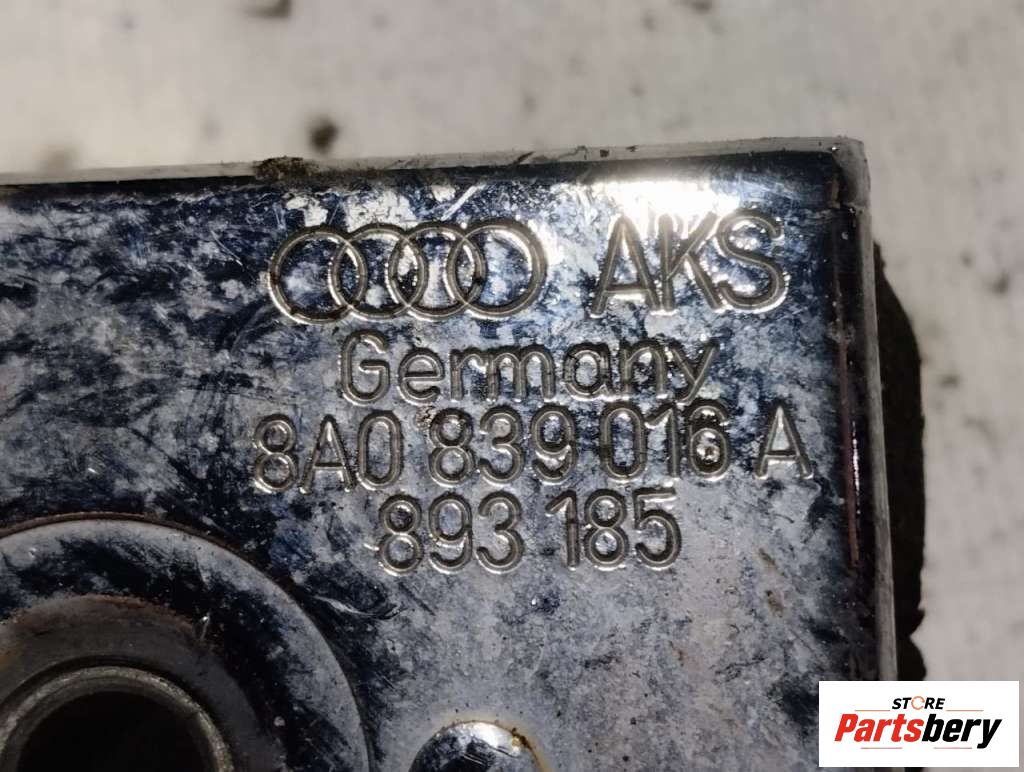 AKS
Germany
8A0 839 016 A
893 185
STORE
Partsbery